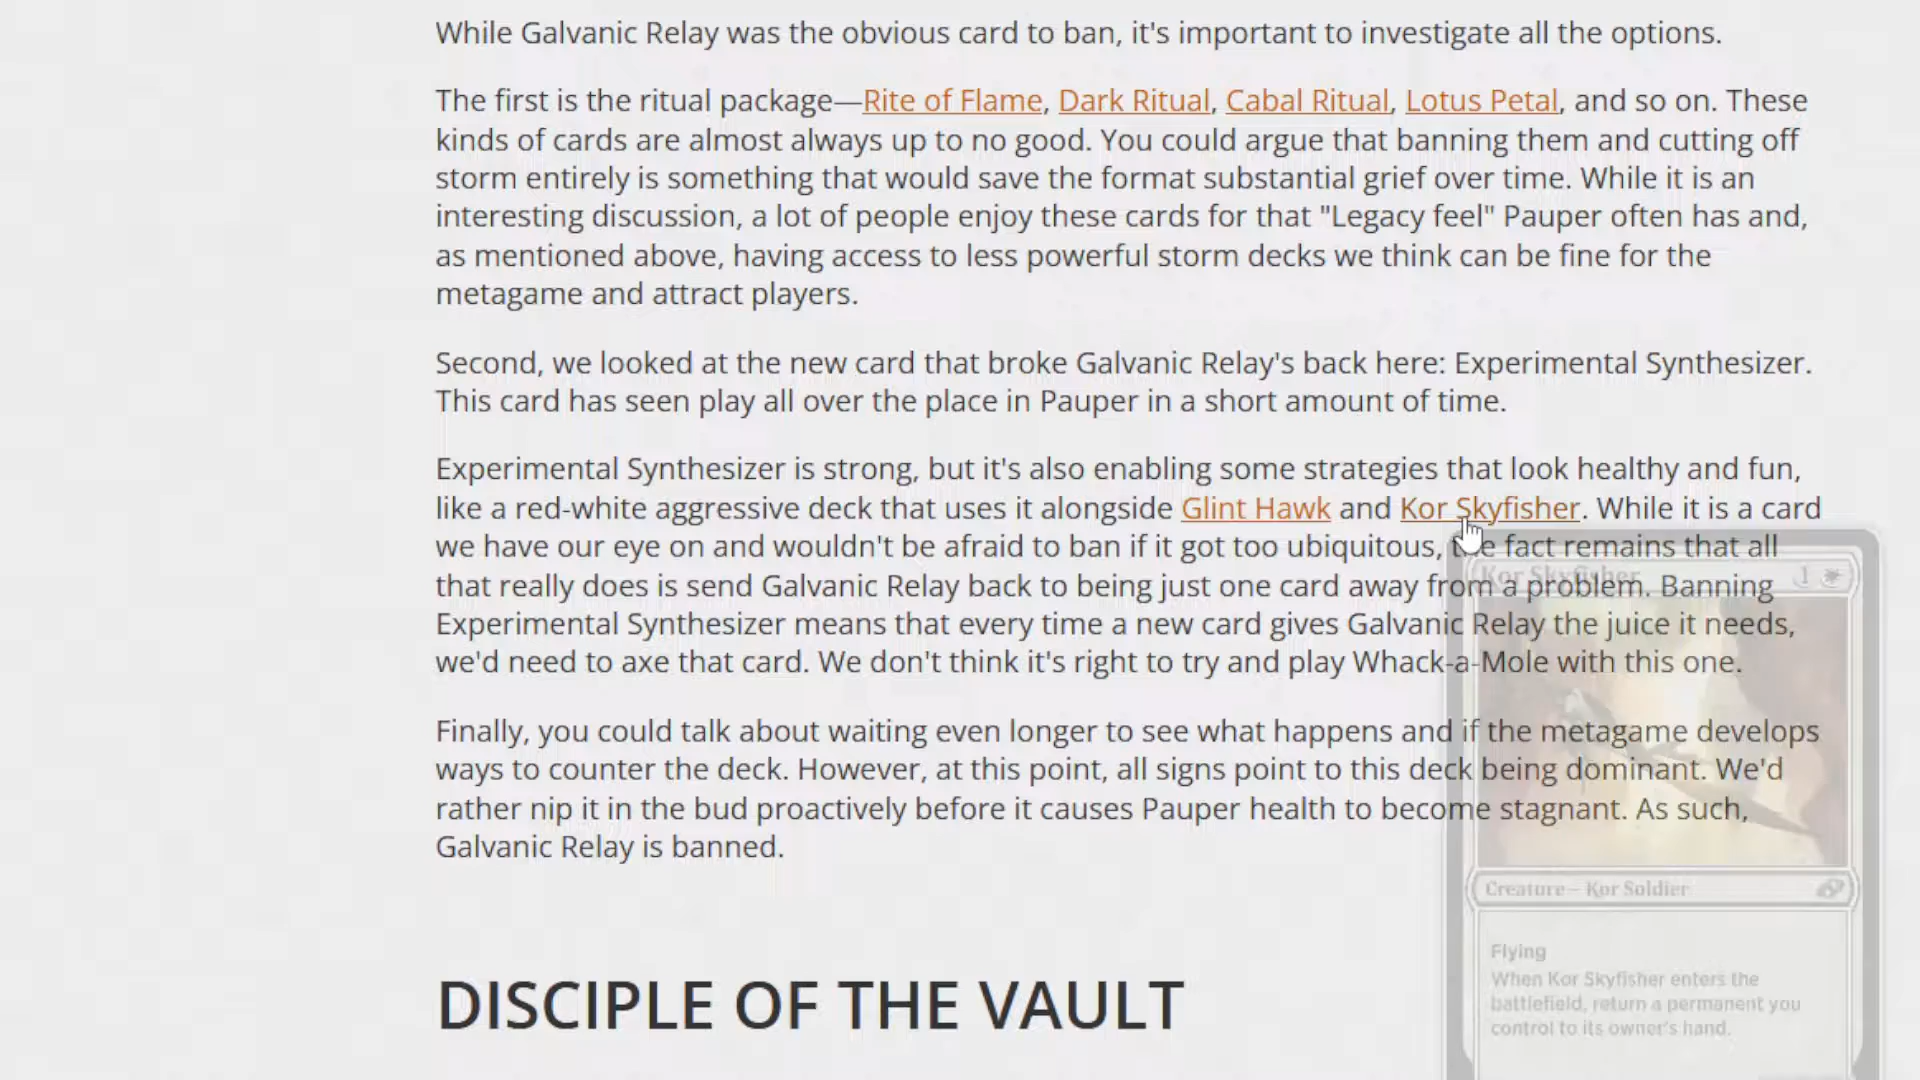 While Galvanic Relay was the obvious card to ban, it's important to investigate all the options.
The first is the ritual package—Rite of Flame, Dark Ritual, Cabal Ritual, Lotus Petal, and so on. These
kinds of cards are almost always up to no good. You could argue that banning them and cutting off
storm entirely is something that would save the format substantial grief over time. While it is an
interesting discussion, a lot of people enjoy these cards for that "Legacy feel" Pauper often has and,
as mentioned above, having access to less powerful storm decks we think can be fine for the
metagame and attract players.
Second, we looked at the new card that broke Galvanic Relay's back here: Experimental Synthesizer.
This card has seen play all over the place in Pauper in a short amount of time.
Experimental Synthesizer is strong, but it's also enabling some strategies that look healthy and fun,
like a red-white aggressive deck that uses it alongside Glint Hawk and Kor Skyfisher. While it is a card
we have our eye on and wouldn't be afraid to ban if it got too ubiquitous, the fact remains that all
that really does is send Galvanic Relay back to being just one card away from a problem. Banning
Experimental Synthesizer means that every time a new card gives Galvanic Relay the juice it needs,
we'd need to axe that card. We don't think it's right to try and play Whack-a-Mole with this one.
Finally, you could talk about waiting even longer to see what happens and if the metagame develops
ways to counter the deck. However, at this point, all signs point to this deck being dominant. We'd
rather nip it in the bud proactively before it causes Pauper health to become stagnant. As such,
Galvanic Relay is banned.
DISCIPLE OF THE VAULT
Kor Skyfisher 1
Creature – Kor Soldier
Flying
When Kor Skyfisher enters the
battlefield, return a permanent you
control to its owner's hand.